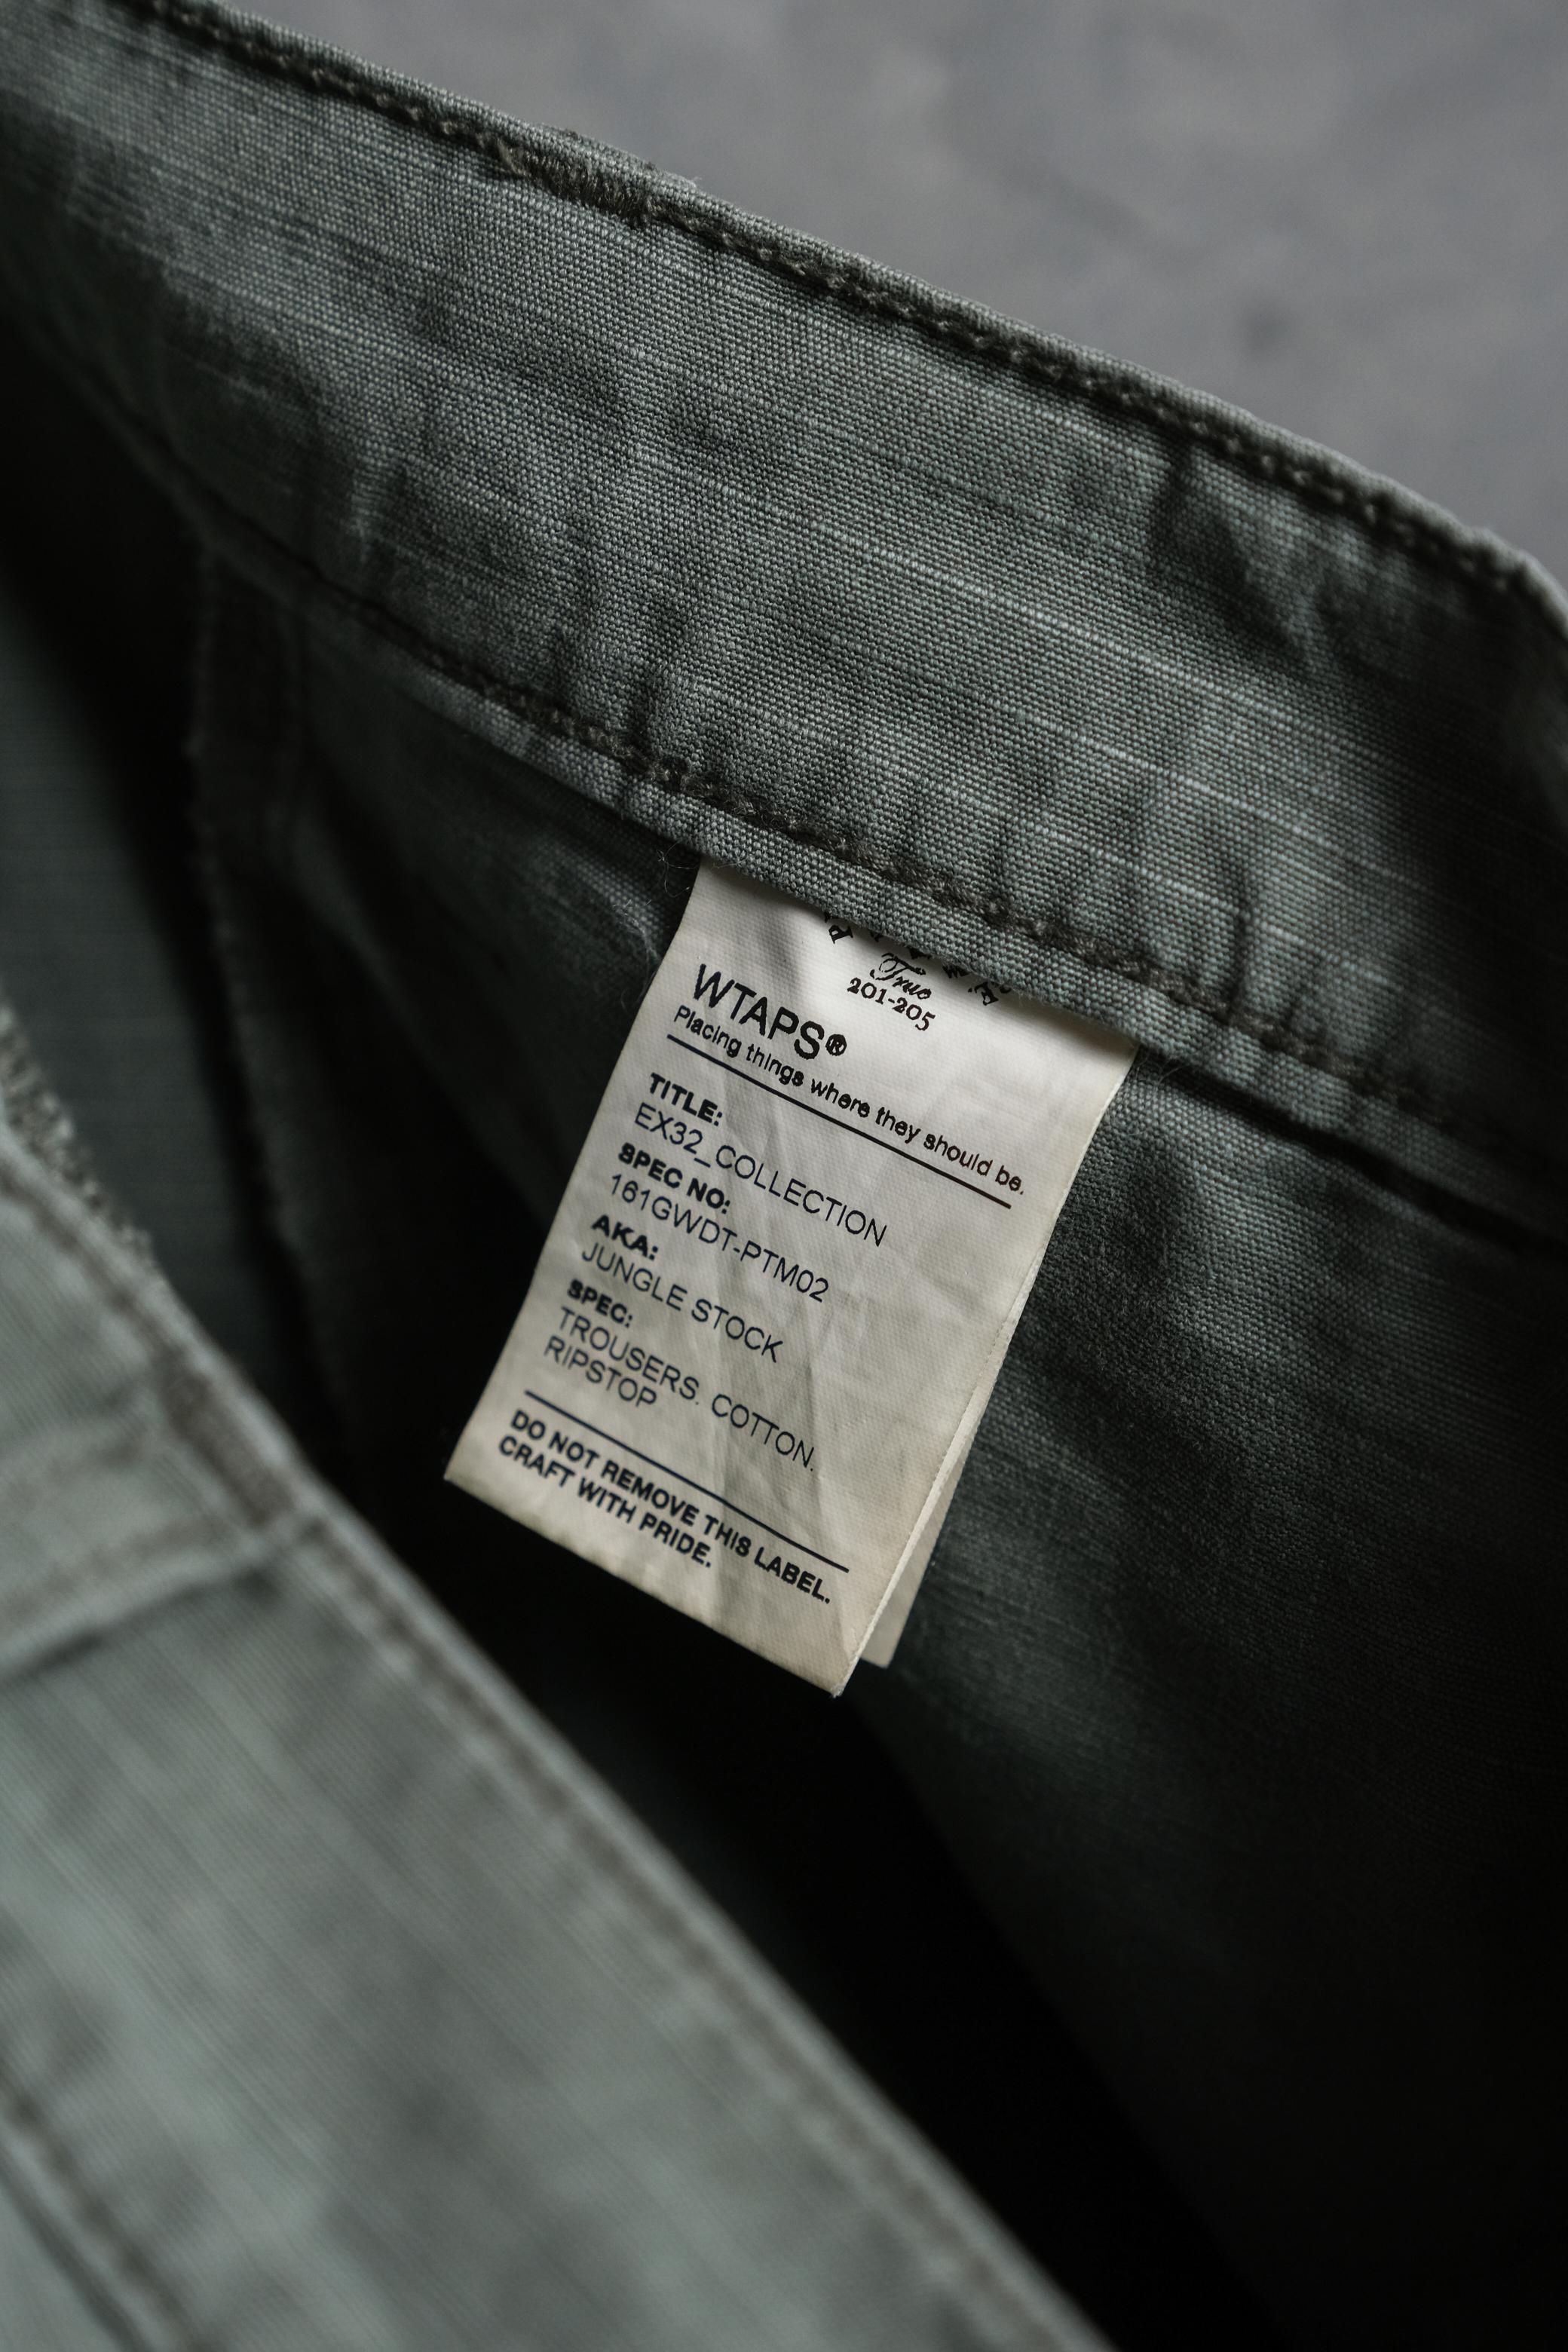 True
201-205
WTAPS®
Placing things where they should be.
TITLE:
EX32_COLLECTION
SPEC NO:
161GWDT-PTM02
AKA:
JUNGLE STOCK
SPEC:
TROUSERS. COTTON.
RIPSTOP
DO NOT REMOVE THIS LABEL.
CRAFT WITH PRIDE.